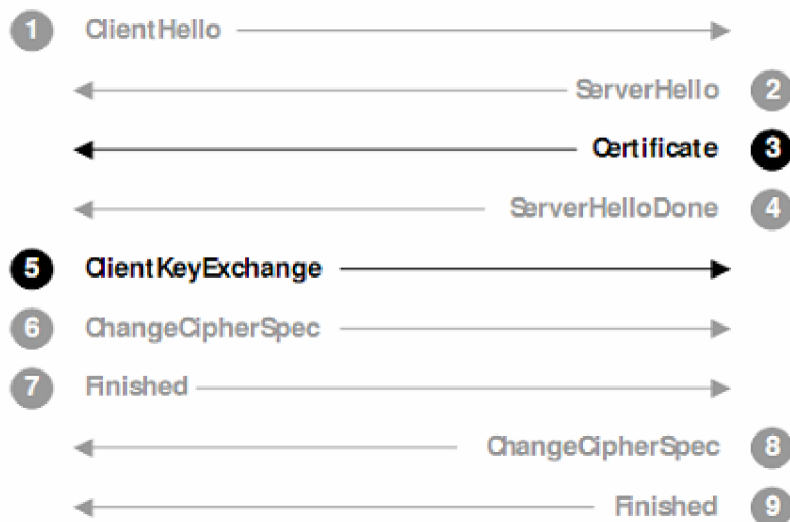 1 ClientHello
ServerHello 2
Certificate 3
ServerHelloDone 4
5 ClientKeyExchange
6 ChangeCipherSpec
7 Finished
ChangeCipherSpec 8
Finished 9